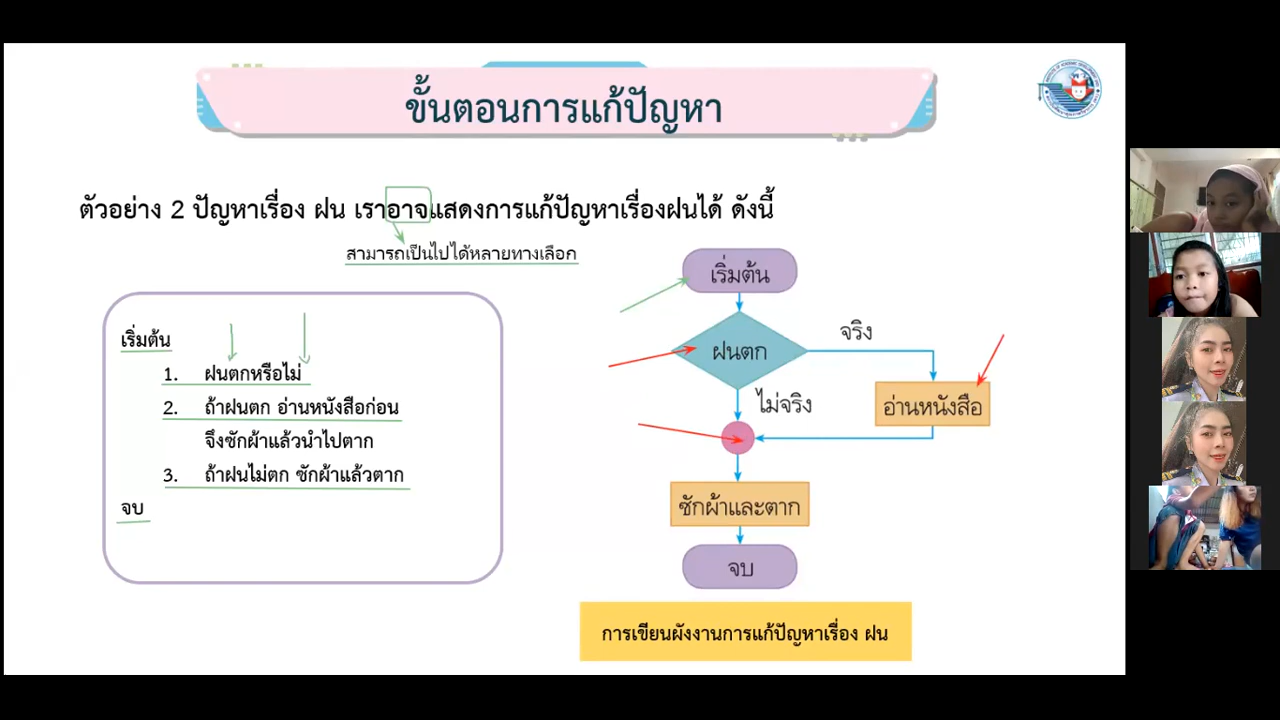 ขั้นตอนการแก้ปัญหา
ตัวอย่าง 2 ปัญหาเรื่อง ฝน เราอาจแสดงการแก้ปัญหาเรื่องฝนได้ ดังนี้
สามารถเป็นไปได้หลายทางเลือก
เริ่มต้น
1. ฝนตกหรือไม่
2. ถ้าฝนตก อ่านหนังสือก่อน
จึงซักผ้าแล้วนำไปตาก
3. ถ้าฝนไม่ตก ซักผ้าแล้วตาก
จบ
เริ่มต้น
ฝนตก
จริง
ไม่จริง
อ่านหนังสือ
ซักผ้าและตาก
จบ
การเขียนผังงานการแก้ปัญหาเรื่อง ฝน